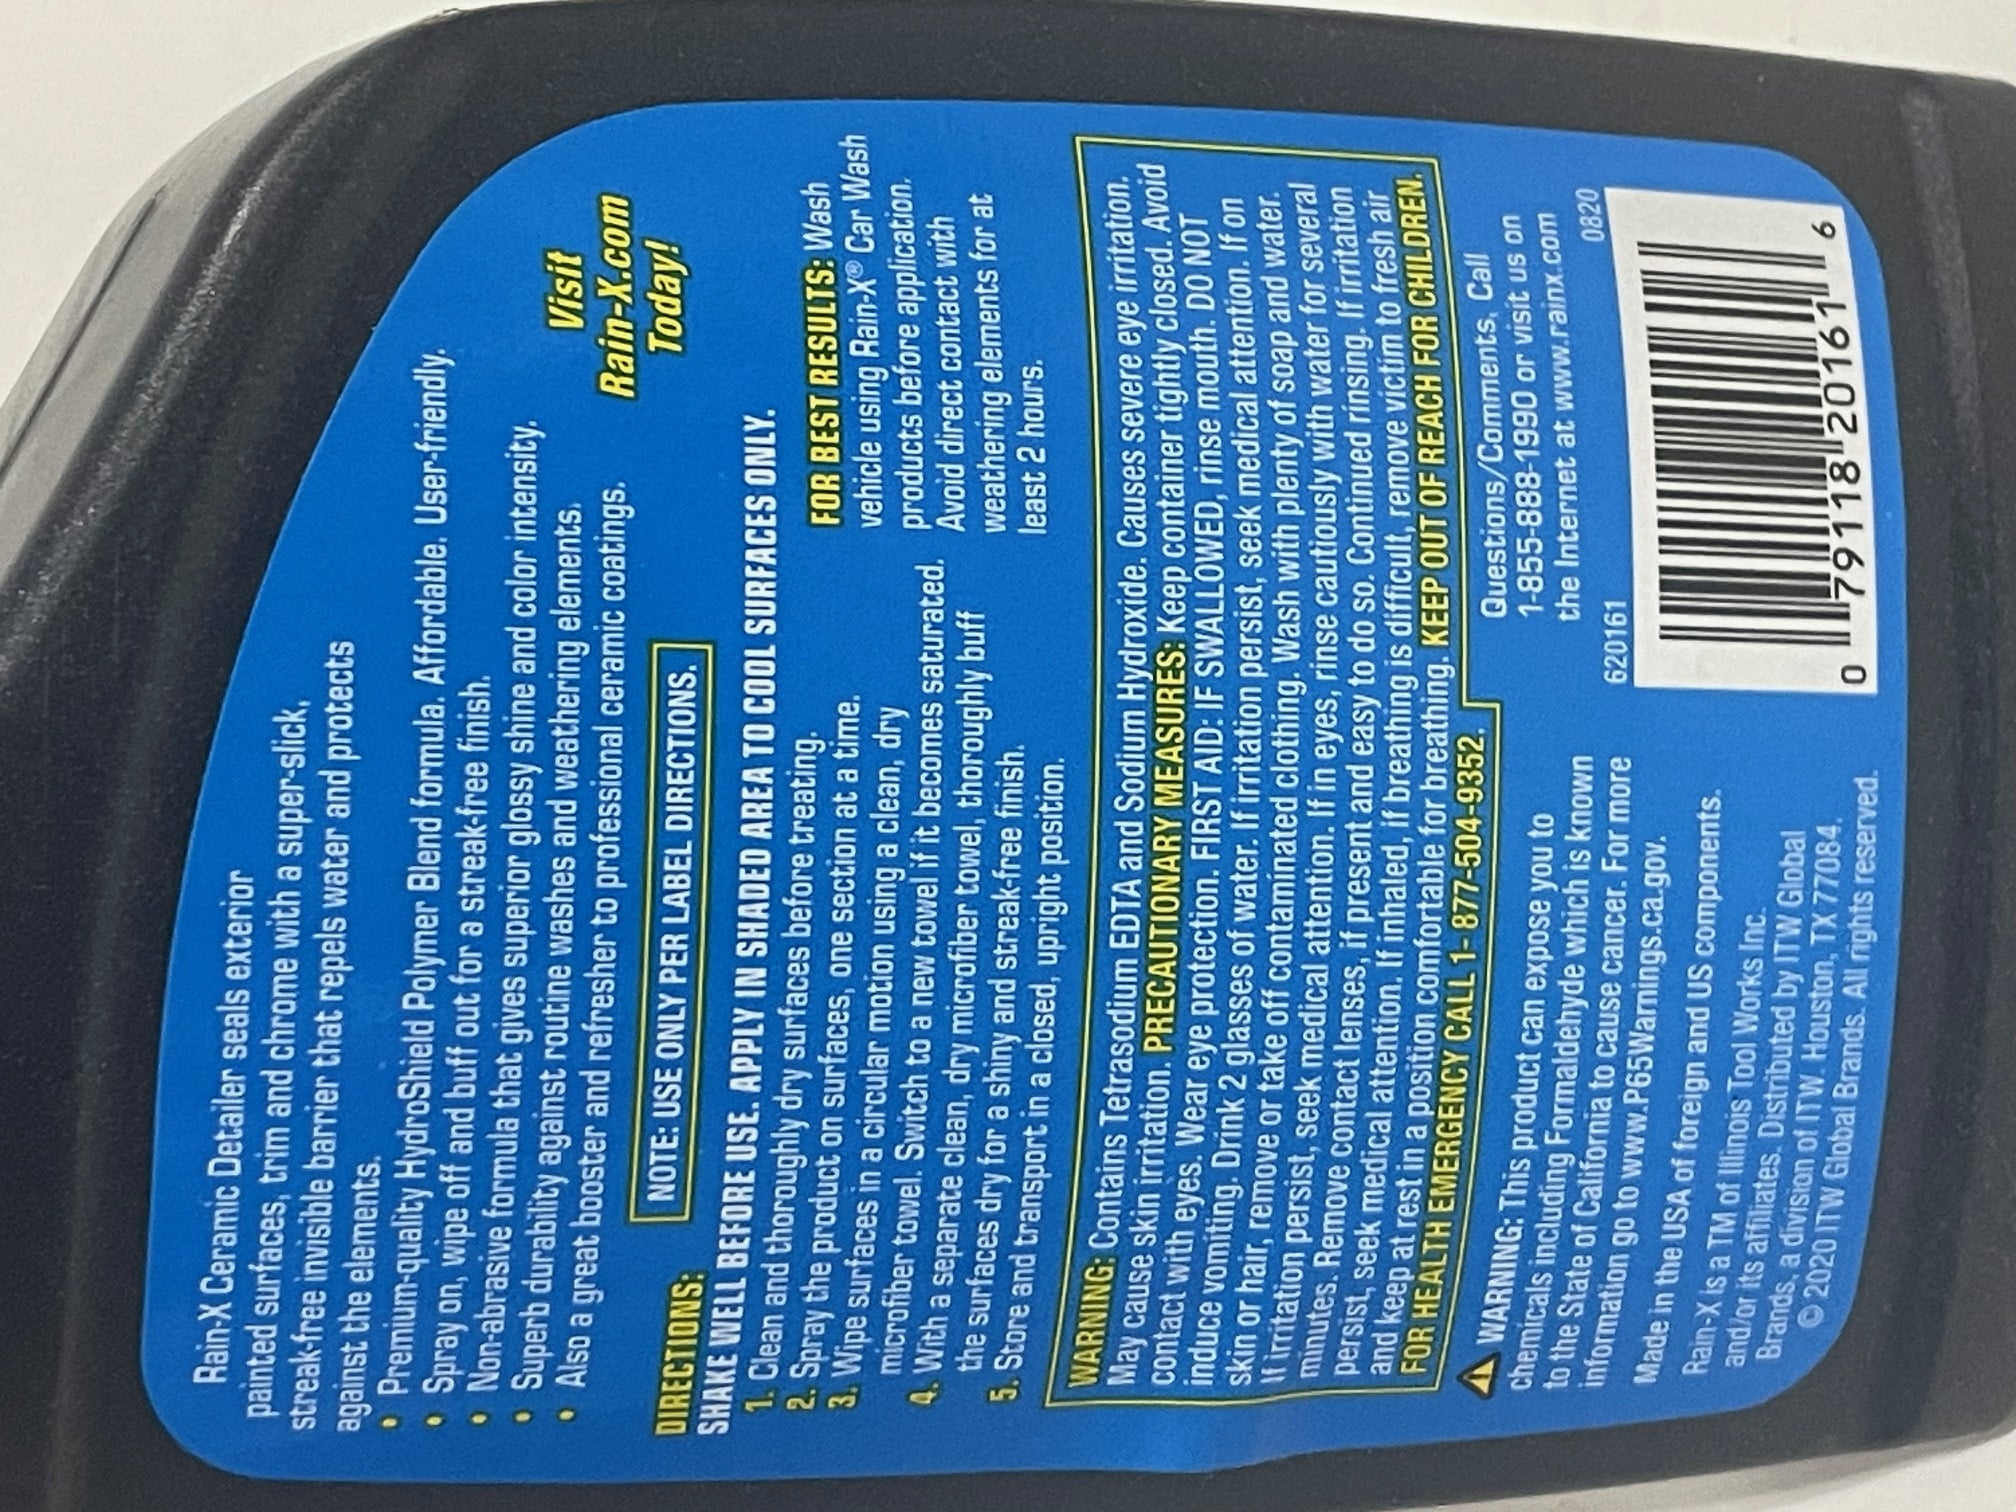 Rain-X Ceramic Detailer seals exterior
painted surfaces, trim and chrome with a super-slick,
streak-free invisible barrier that repels water and protects
against the elements.
• Premium-quality HydroShield Polymer Blend formula. Affordable. User-friendly.
• Spray on, wipe off and buff out for a streak-free finish.
• Non-abrasive formula that gives superior glossy shine and color intensity.
• Superb durability against routine washes and weathering elements.
• Also a great booster and refresher to professional ceramic coatings.
Visit
Rain-X.com
Today!
DIRECTIONS:
NOTE: USE ONLY PER LABEL DIRECTIONS.
SHAKE WELL BEFORE USE. APPLY IN SHADED AREA TO COOL SURFACES ONLY.
1. Clean and thoroughly dry surfaces before treating.
2. Spray the product on surfaces, one section at a time.
3. Wipe surfaces in a circular motion using a clean, dry
microfiber towel. Switch to a new towel if it becomes saturated.
4. With a separate clean, dry microfiber towel, thoroughly buff
the surfaces dry for a shiny and streak-free finish.
5. Store and transport in a closed, upright position.
FOR BEST RESULTS: Wash
vehicle using Rain-X® Car Wash
products before application.
Avoid direct contact with
weathering elements for at
least 2 hours.
WARNING: Contains Tetrasodium EDTA and Sodium Hydroxide. Causes severe eye irritation.
May cause skin irritation. PRECAUTIONARY MEASURES: Keep container tightly closed. Avoid
contact with eyes. Wear eye protection. FIRST AID: IF SWALLOWED, rinse mouth. DO NOT
induce vomiting. Drink 2 glasses of water. If irritation persist, seek medical attention. If on
skin or hair, remove or take off contaminated clothing. Wash with plenty of soap and water.
If irritation persist, seek medical attention. If in eyes, rinse cautiously with water for several
minutes. Remove contact lenses, if present and easy to do so. Continued rinsing. If irritation
persist, seek medical attention. If inhaled, if breathing is difficult, remove victim to fresh air
and keep at rest in a position comfortable for breathing. KEEP OUT OF REACH FOR CHILDREN.
FOR HEALTH EMERGENCY CALL 1-877-504-9352.
WARNING: This product can expose you to
chemicals including Formaldehyde which is known
to the State of California to cause cancer. For more
information go to www.P65Warnings.ca.gov.
Made in the USA of foreign and US components.
Rain-X is a TM of Illinois Tool Works Inc.
and/or its affiliates. Distributed by ITW Global
Brands, a division of ITW. Houston, TX 77084.
© 2020 ITW Global Brands. All rights reserved.
Questions/Comments, Call
1-855-888-1990 or visit us on
the Internet at www.rainx.com
620161 0820
0 79118 20161 6